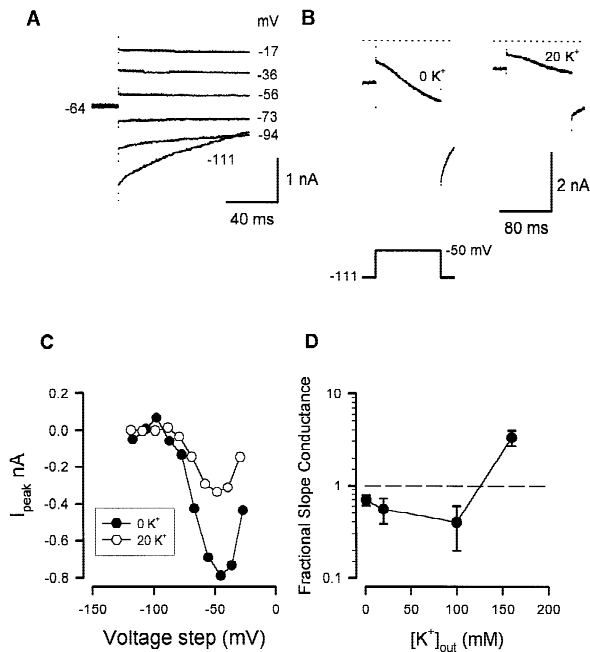 A
mV
-17
-36
-56
-64
-73
-94
-111
1 nA
40 ms
B
0 K⁺
20 K⁺
2 nA
80 ms
-50 mV
-111
C
0.2
0.0
-0.2
-0.4
-0.6
-0.8
I_peak nA
0 K⁺
20 K⁺
-150
-100
-50
0
Voltage step (mV)
D
10
1
0.1
Fractional Slope Conductance
0
50
100
150
200
[K⁺]out (mM)